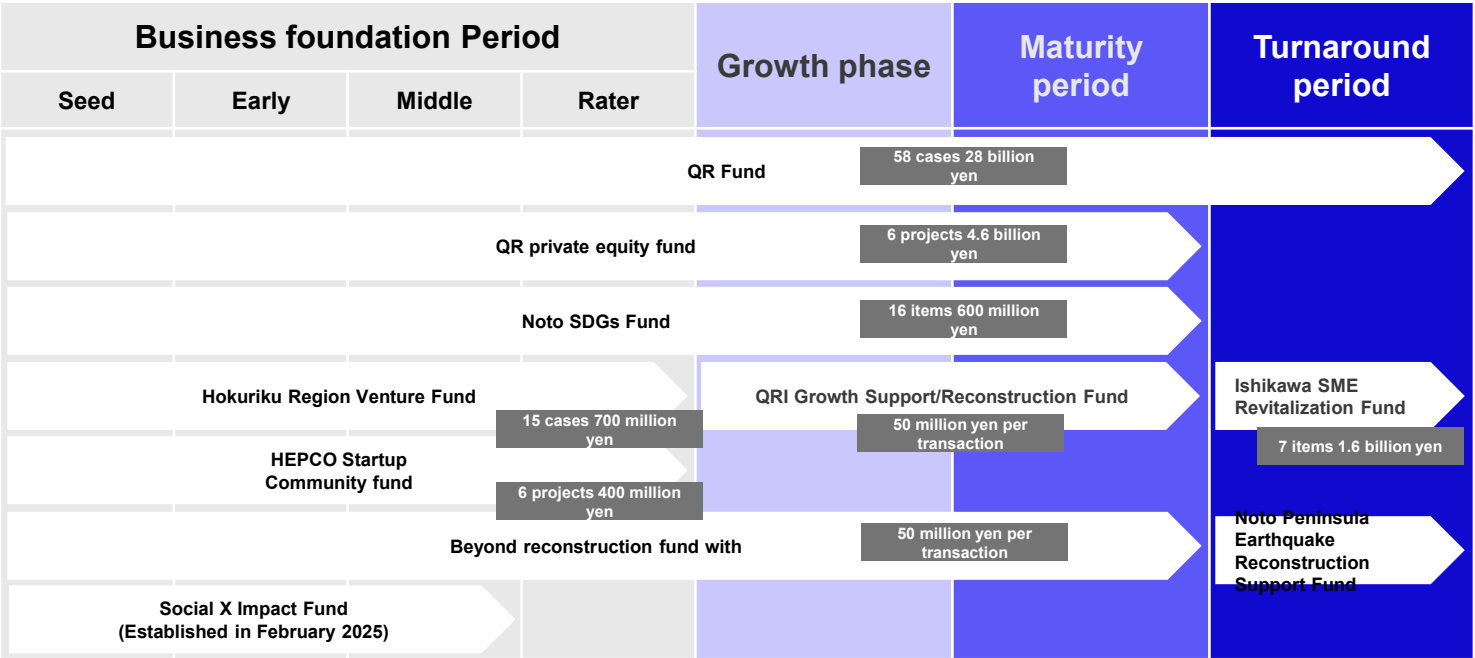 Business foundation Period
Growth phase
Maturity
period
Turnaround
period
Seed
Early
Middle
Rater
QR Fund
58 cases 28 billion
yen
QR private equity fund
6 projects 4.6 billion
yen
Noto SDGs Fund
16 items 600 million
yen
Hokuriku Region Venture Fund
15 cases 700 million
yen
QRI Growth Support/Reconstruction Fund
50 million yen per
transaction
Ishikawa SME
Revitalization Fund
7 items 1.6 billion yen
HEPCO Startup
Community fund
6 projects 400 million
yen
Beyond reconstruction fund with
50 million yen per
transaction
Noto Peninsula
Earthquake
Reconstruction
Support Fund
Social X Impact Fund
(Established in February 2025)